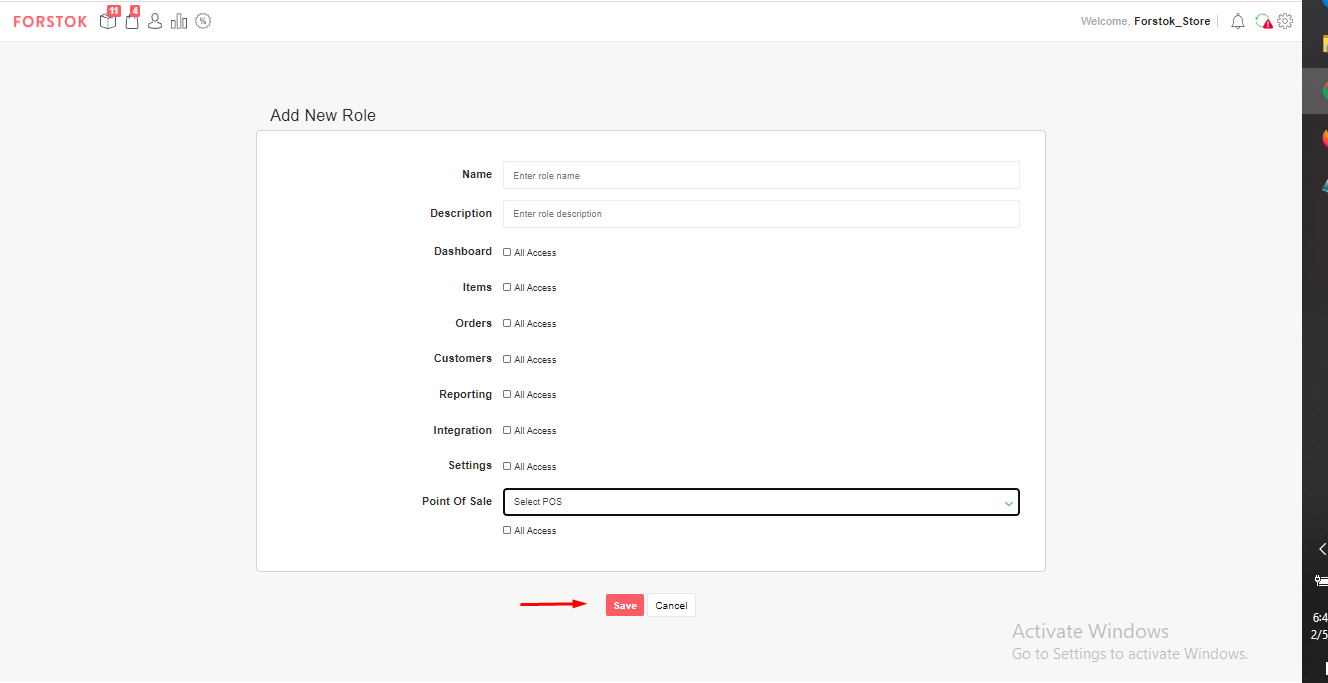 FORSTOK 11 4 Welcome, Forstok_Store
Add New Role
Name Enter role name
Description Enter role description
Dashboard All Access
Items All Access
Orders All Access
Customers All Access
Reporting All Access
Integration All Access
Settings All Access
Point Of Sale Select POS
All Access
Save Cancel
Activate Windows
Go to Settings to activate Windows.
6:4
2/5